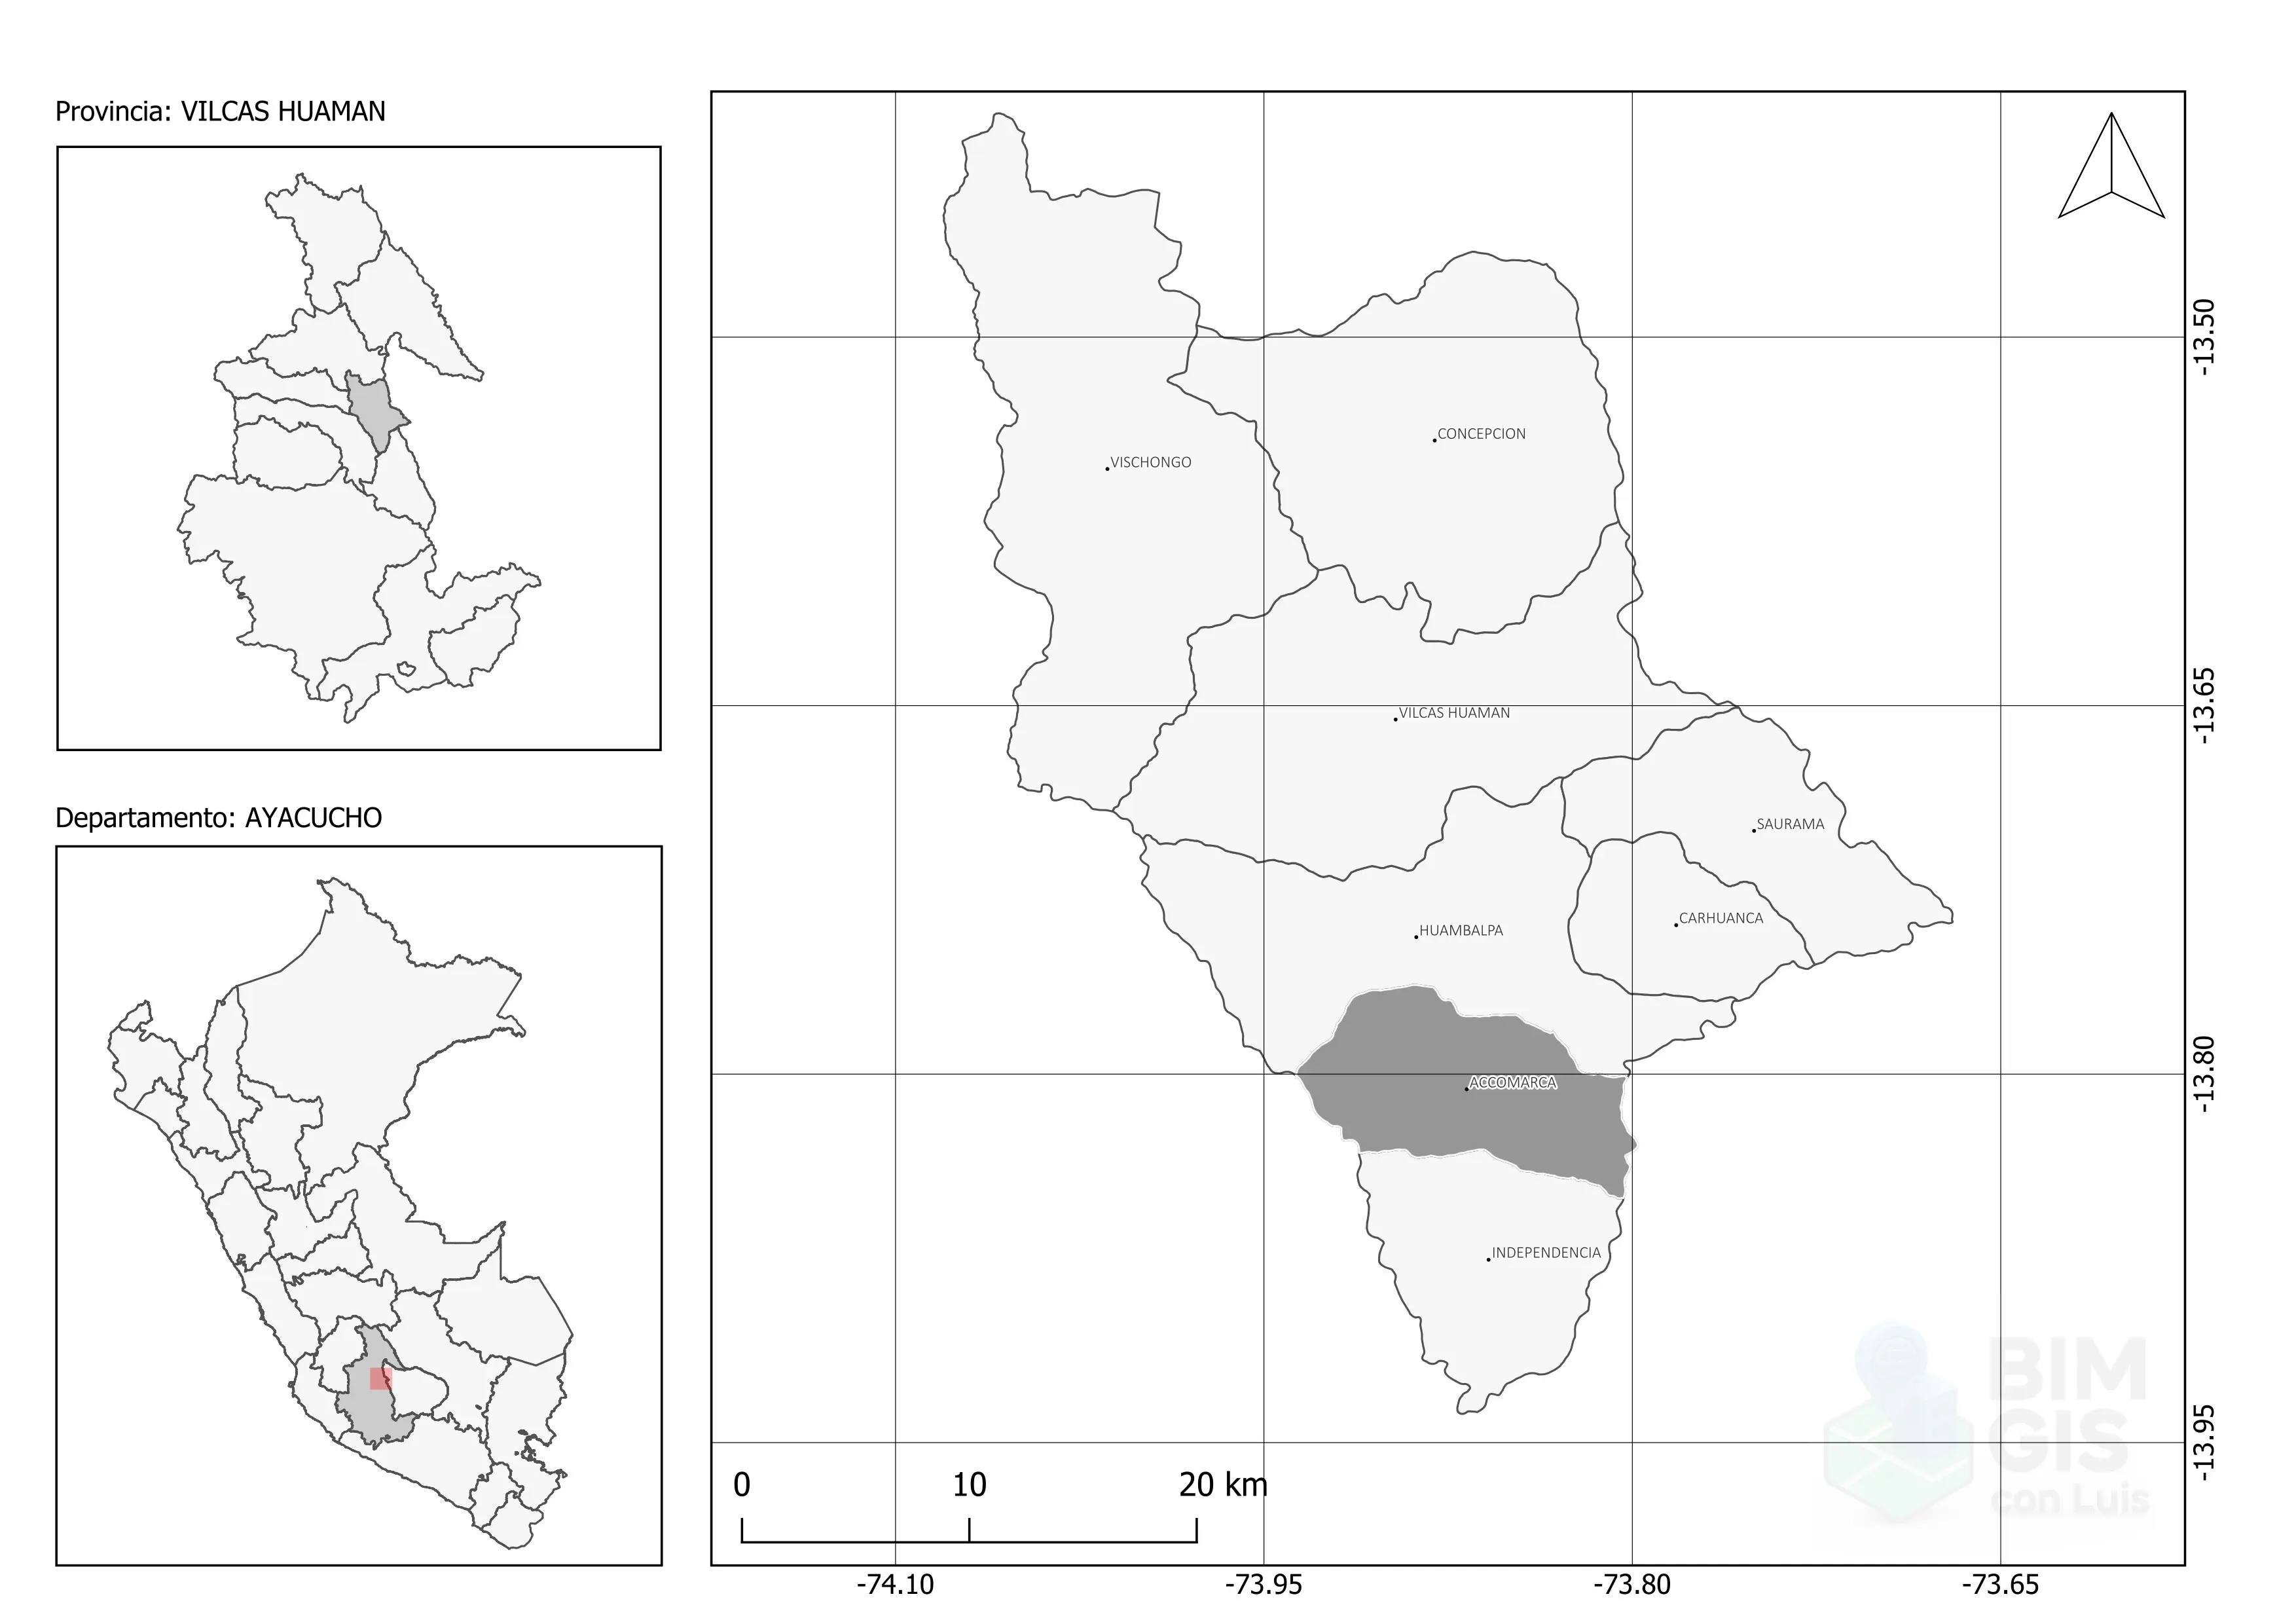 Provincia: VILCAS HUAMAN
Departamento: AYACUCHO
CONCEPCION
VISCHONGO
VILCAS HUAMAN
SAURAMA
CARHUANCA
HUAMBALPA
ACCOMARCA
INDEPENDENCIA
-13.50
-13.65
-13.80
-13.95
0 10 20 km
-74.10 -73.95 -73.80 -73.65
BIM
GIS
con Luis